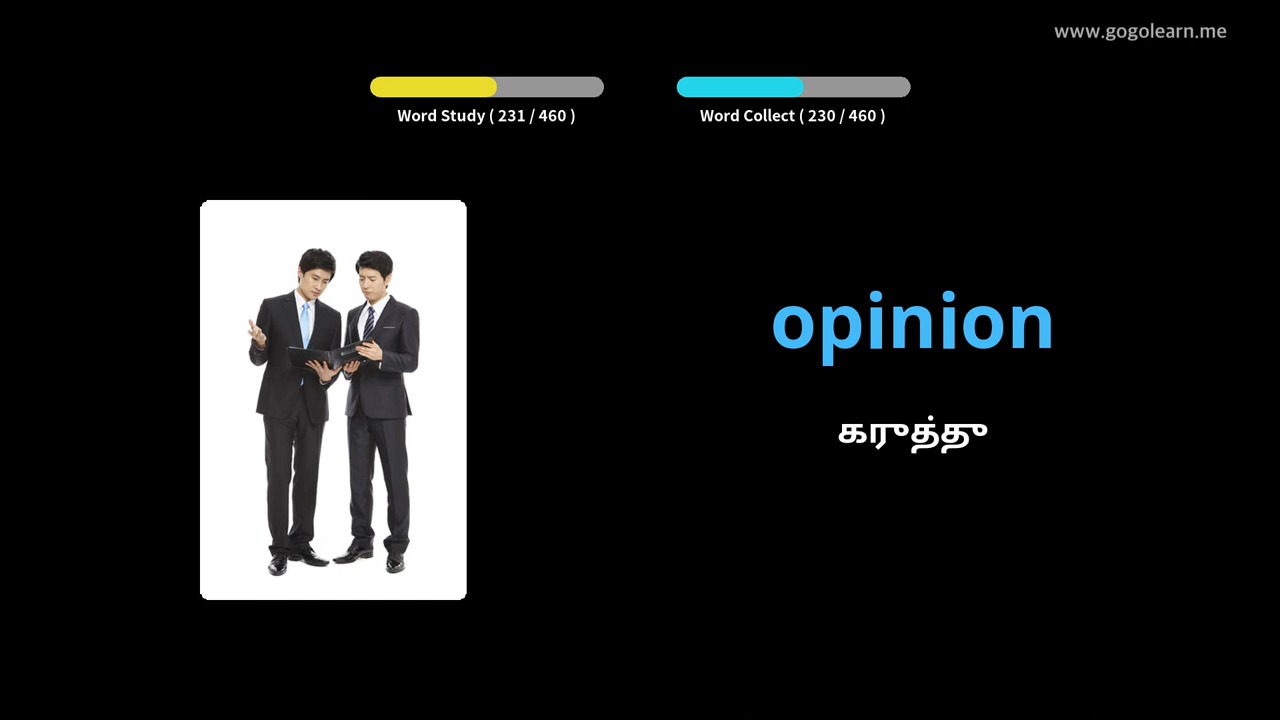 www.gogolearn.me
Word Study ( 231 / 460 )
Word Collect ( 230 / 460 )
opinion
கருத்து